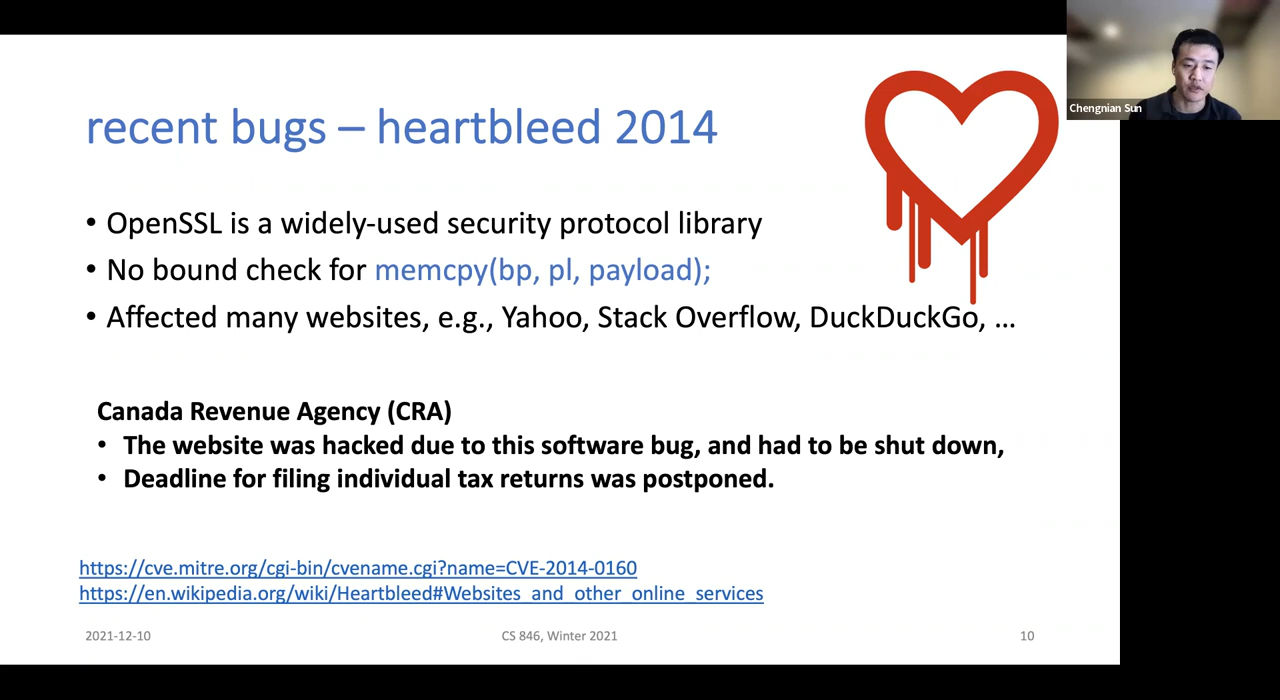 Chengnian Sun
recent bugs – heartbleed 2014
• OpenSSL is a widely-used security protocol library
• No bound check for memcpy(bp, pl, payload);
• Affected many websites, e.g., Yahoo, Stack Overflow, DuckDuckGo, …
Canada Revenue Agency (CRA)
• The website was hacked due to this software bug, and had to be shut down,
• Deadline for filing individual tax returns was postponed.
https://cve.mitre.org/cgi-bin/cvename.cgi?name=CVE-2014-0160
https://en.wikipedia.org/wiki/Heartbleed#Websites_and_other_online_services
2021-12-10 CS 846, Winter 2021 10